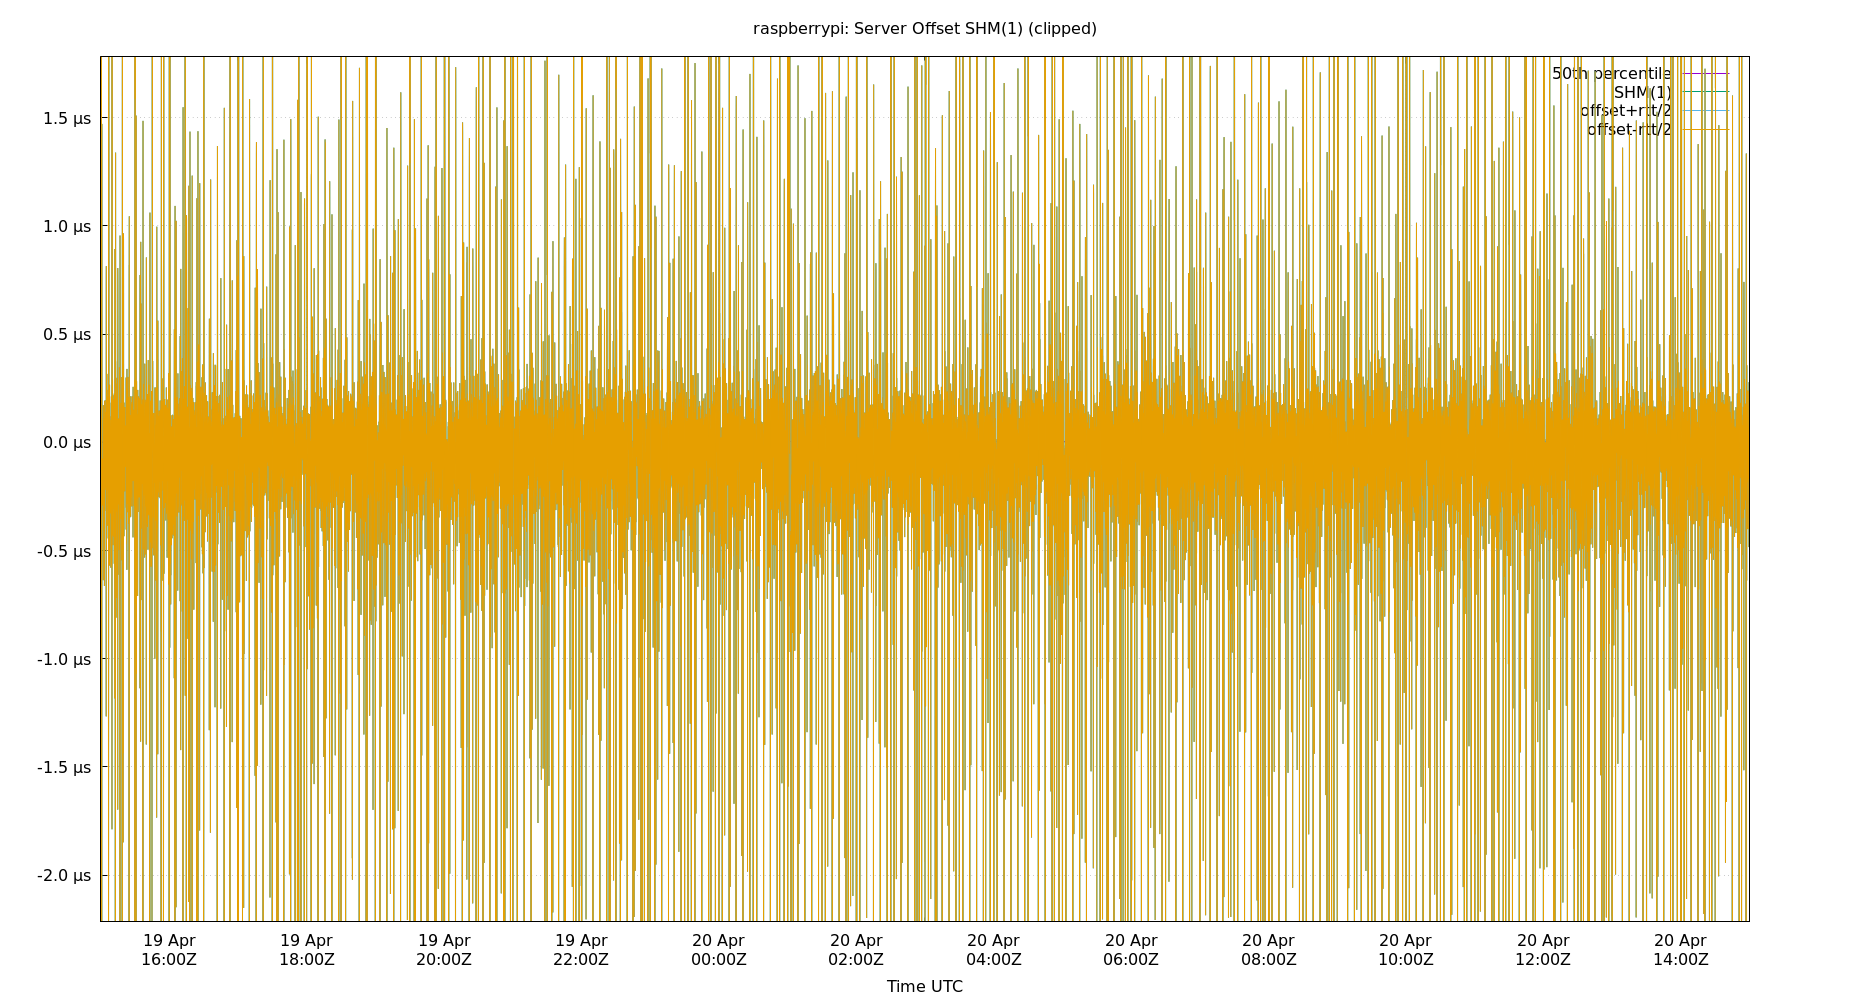 raspberrypi: Server Offset SHM(1) (clipped)
50th percentile
SHM(1)
offset+rtt/2
offset-rtt/2
1.5 µs
1.0 µs
0.5 µs
0.0 µs
-0.5 µs
-1.0 µs
-1.5 µs
-2.0 µs
19 Apr 19 Apr 19 Apr 19 Apr 20 Apr 20 Apr 20 Apr 20 Apr 20 Apr 20 Apr 20 Apr 20 Apr
16:00Z 18:00Z 20:00Z 22:00Z 00:00Z 02:00Z 04:00Z 06:00Z 08:00Z 10:00Z 12:00Z 14:00Z
Time UTC